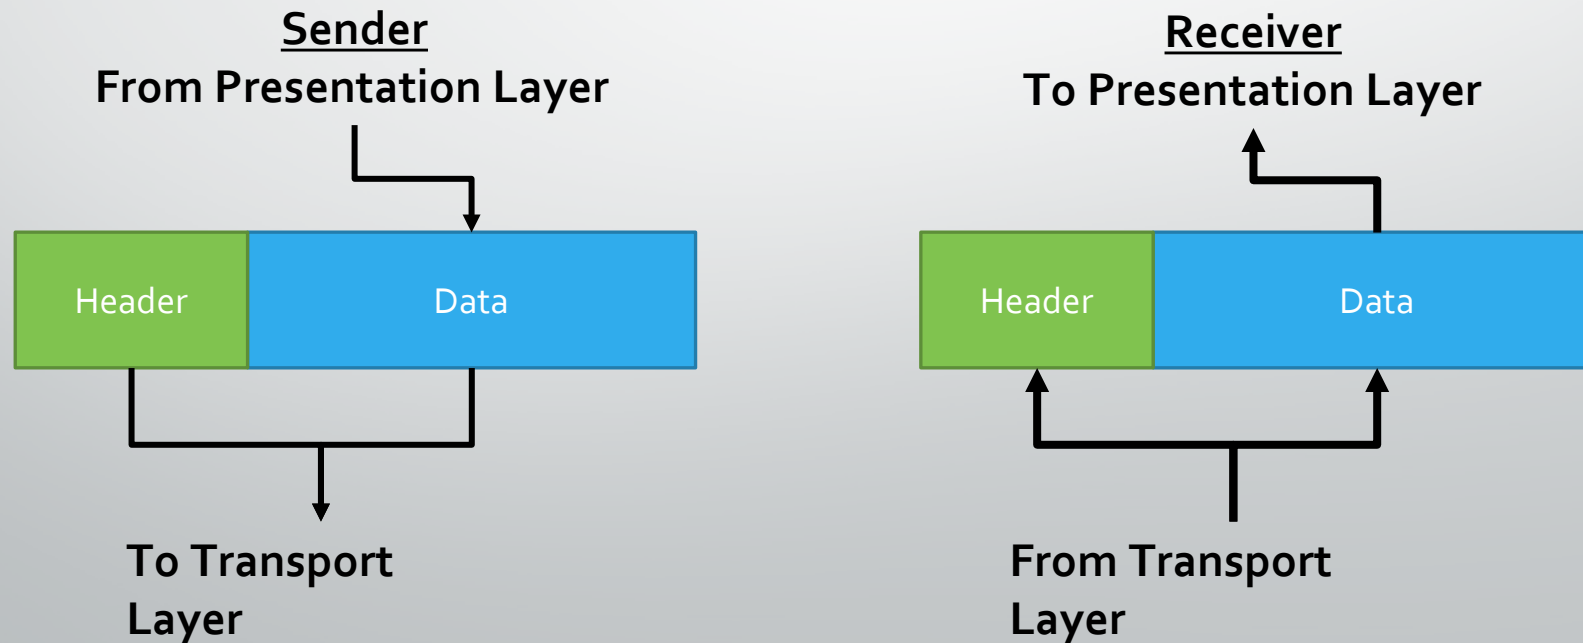 Sender
From Presentation Layer
Header
Data
To Transport
Layer
Receiver
To Presentation Layer
Header
Data
From Transport
Layer